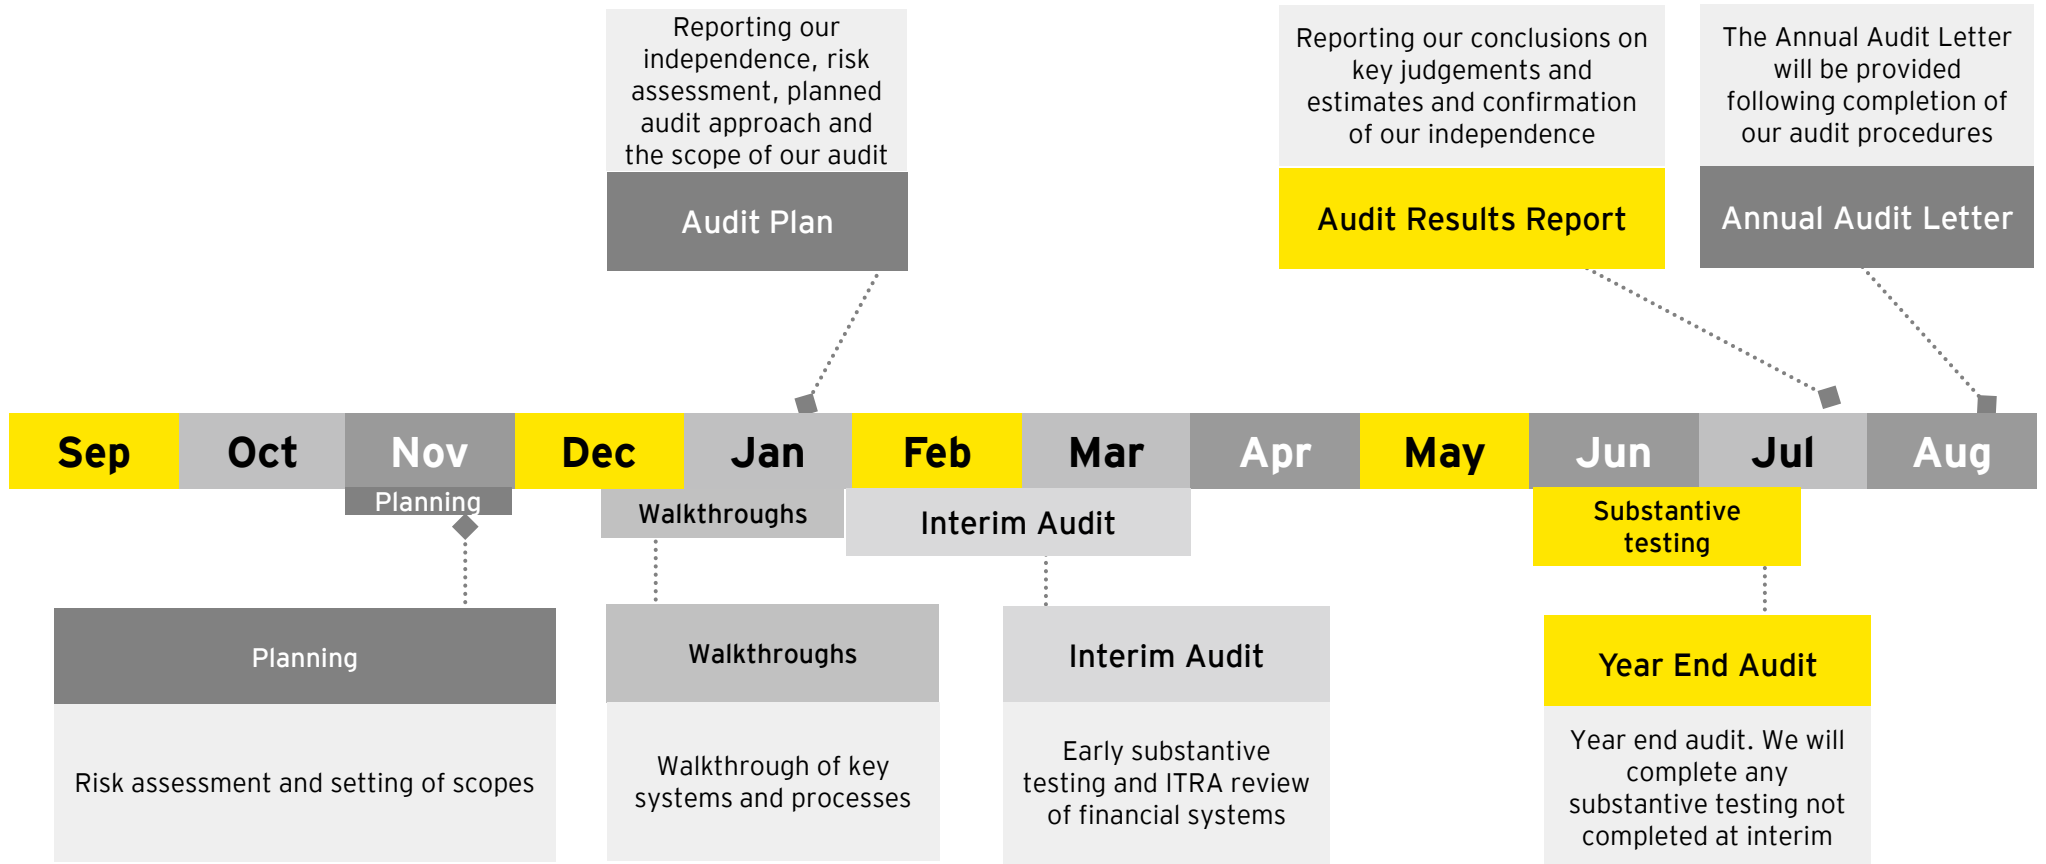 Reporting our
independence, risk
assessment, planned
audit approach and
the scope of our audit
Audit Plan
Reporting our conclusions on
key judgements and
estimates and confirmation
of our independence
Audit Results Report
The Annual Audit Letter
will be provided
following completion of
our audit procedures
Annual Audit Letter
Sep Oct Nov Dec Jan Feb Mar Apr May Jun Jul Aug
Planning
Walkthroughs
Interim Audit
Substantive
testing
Planning
Risk assessment and setting of scopes
Walkthroughs
Walkthrough of key
systems and processes
Interim Audit
Early substantive
testing and ITRA review
of financial systems
Year End Audit
Year end audit. We will
complete any
substantive testing not
completed at interim